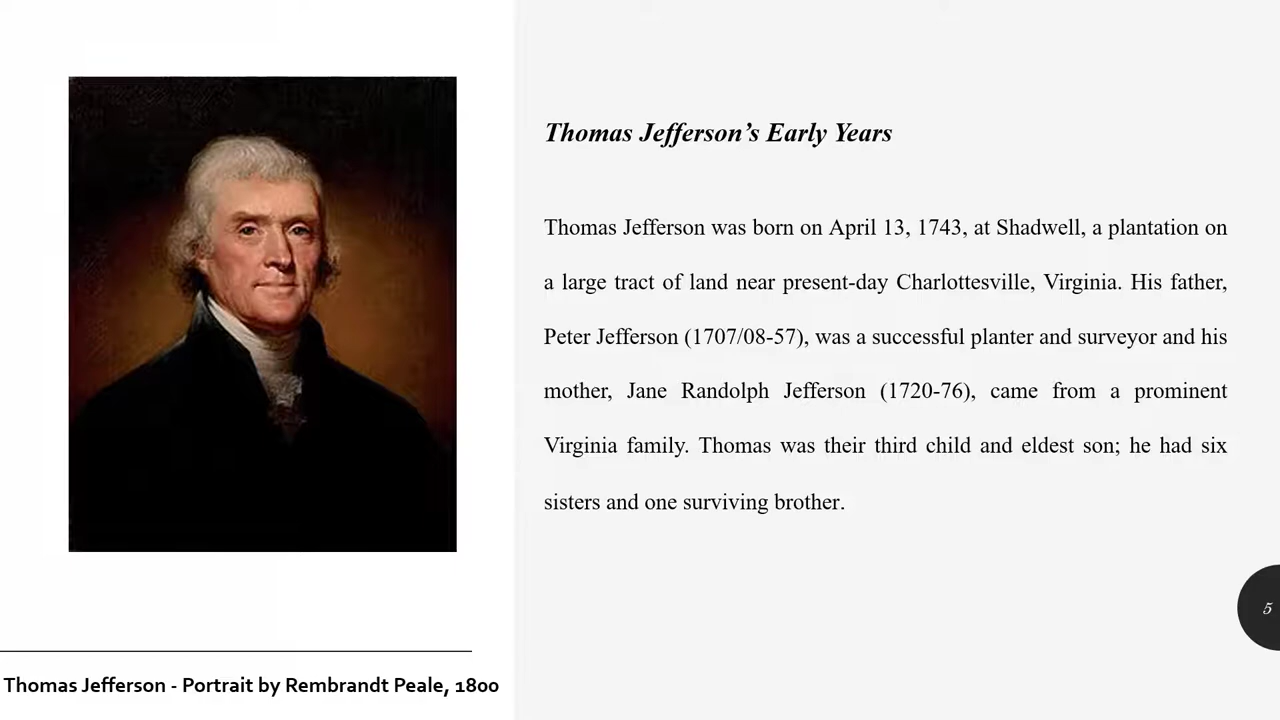 Thomas Jefferson’s Early Years
Thomas Jefferson was born on April 13, 1743, at Shadwell, a plantation on
a large tract of land near present-day Charlottesville, Virginia. His father,
Peter Jefferson (1707/08-57), was a successful planter and surveyor and his
mother, Jane Randolph Jefferson (1720-76), came from a prominent
Virginia family. Thomas was their third child and eldest son; he had six
sisters and one surviving brother.
5
Thomas Jefferson - Portrait by Rembrandt Peale, 1800